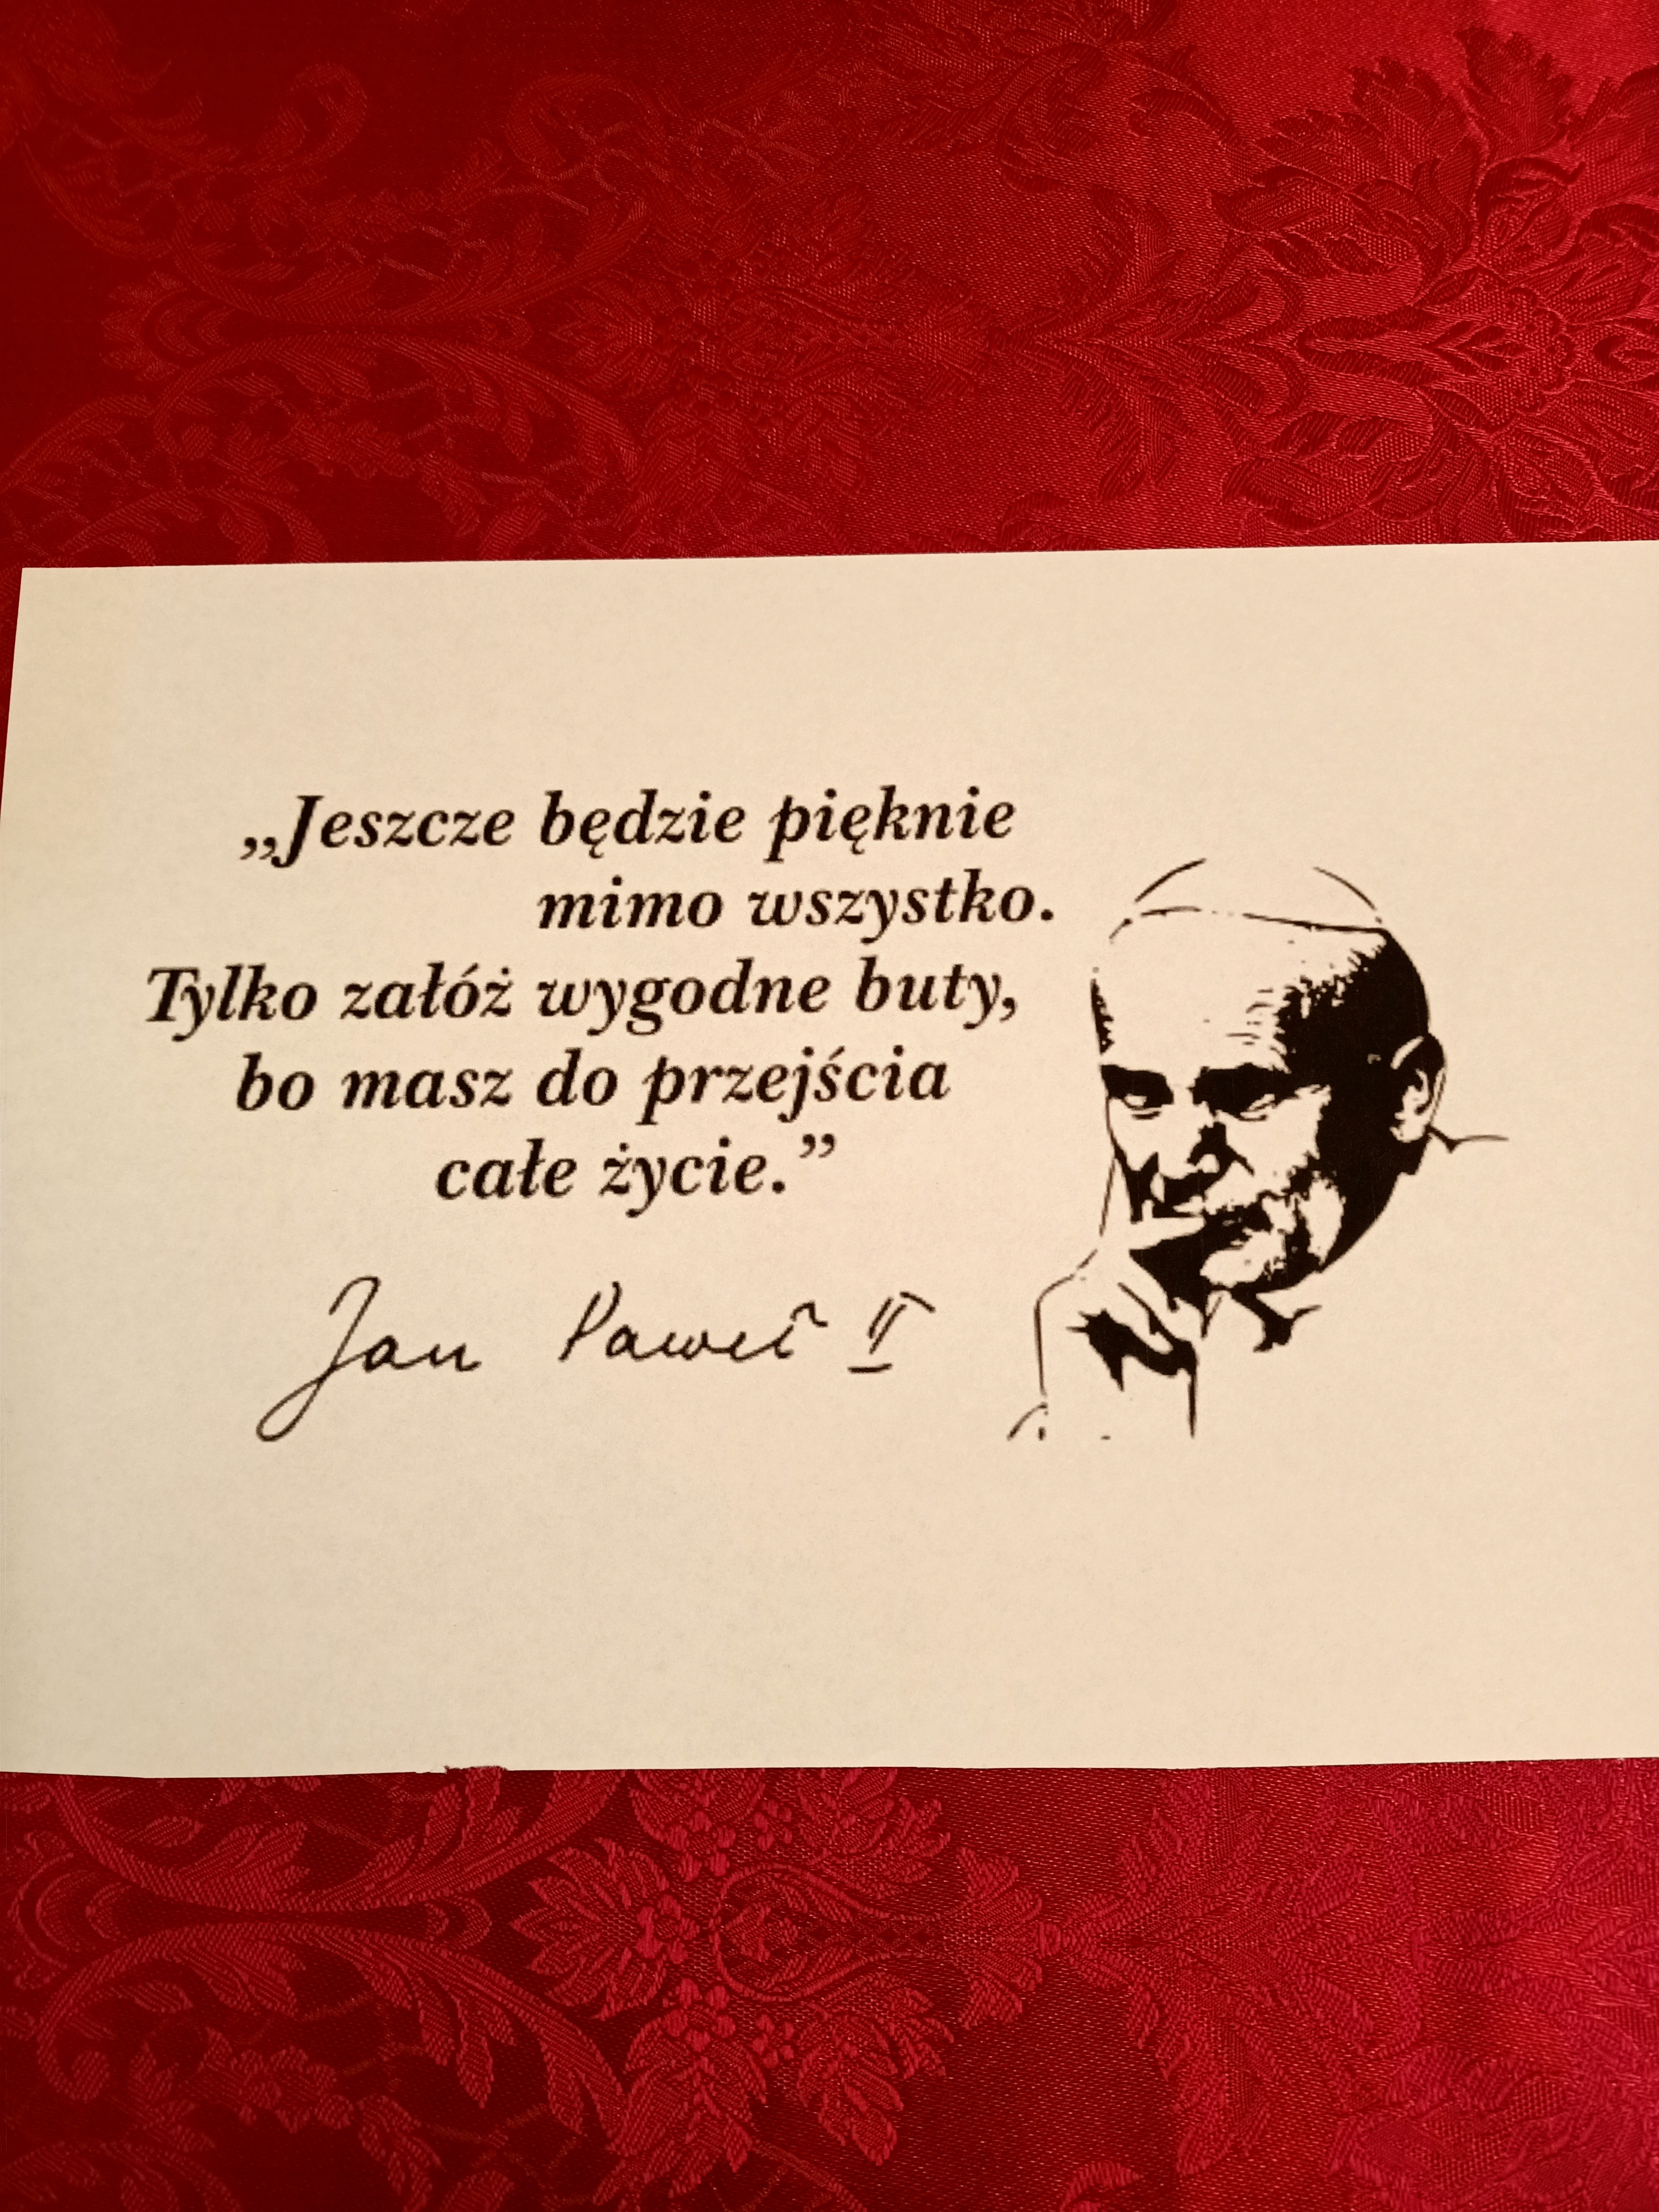 „Jeszcze będzie pięknie
mimo wszystko.
Tylko załóż wygodne buty,
bo masz do przejścia
całe życie.”
Jan Paweł II